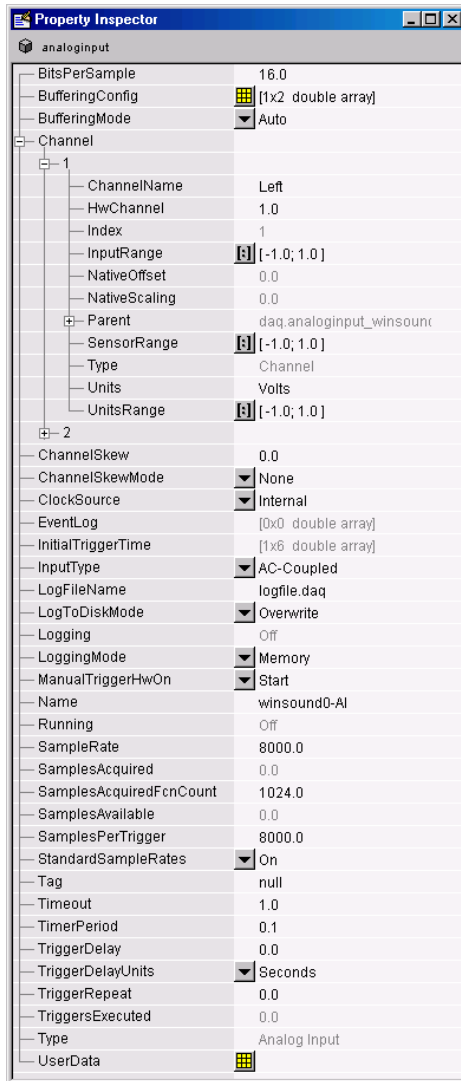 Property Inspector
analoginput
BitsPerSample 16.0
BufferingConfig [1x2 double array]
BufferingMode Auto
Channel
1
ChannelName Left
HwChannel 1.0
Index 1
InputRange [:] [ -1.0; 1.0 ]
NativeOffset 0.0
NativeScaling 0.0
Parent daq.analoginput_winsound
SensorRange [:] [ -1.0; 1.0 ]
Type Channel
Units Volts
UnitsRange [:] [ -1.0; 1.0 ]
2
ChannelSkew 0.0
ChannelSkewMode None
ClockSource Internal
EventLog [0x0 double array]
InitialTriggerTime [1x6 double array]
InputType AC-Coupled
LogFileName logfile.daq
LogToDiskMode Overwrite
Logging Off
LoggingMode Memory
ManualTriggerHwOn Start
Name winsound0-AI
Running Off
SampleRate 8000.0
SamplesAcquired 0.0
SamplesAcquiredFcnCount 1024.0
SamplesAvailable 0.0
SamplesPerTrigger 8000.0
StandardSampleRates On
Tag null
Timeout 1.0
TimerPeriod 0.1
TriggerDelay 0.0
TriggerDelayUnits Seconds
TriggerRepeat 0.0
TriggersExecuted 0.0
Type Analog Input
UserData